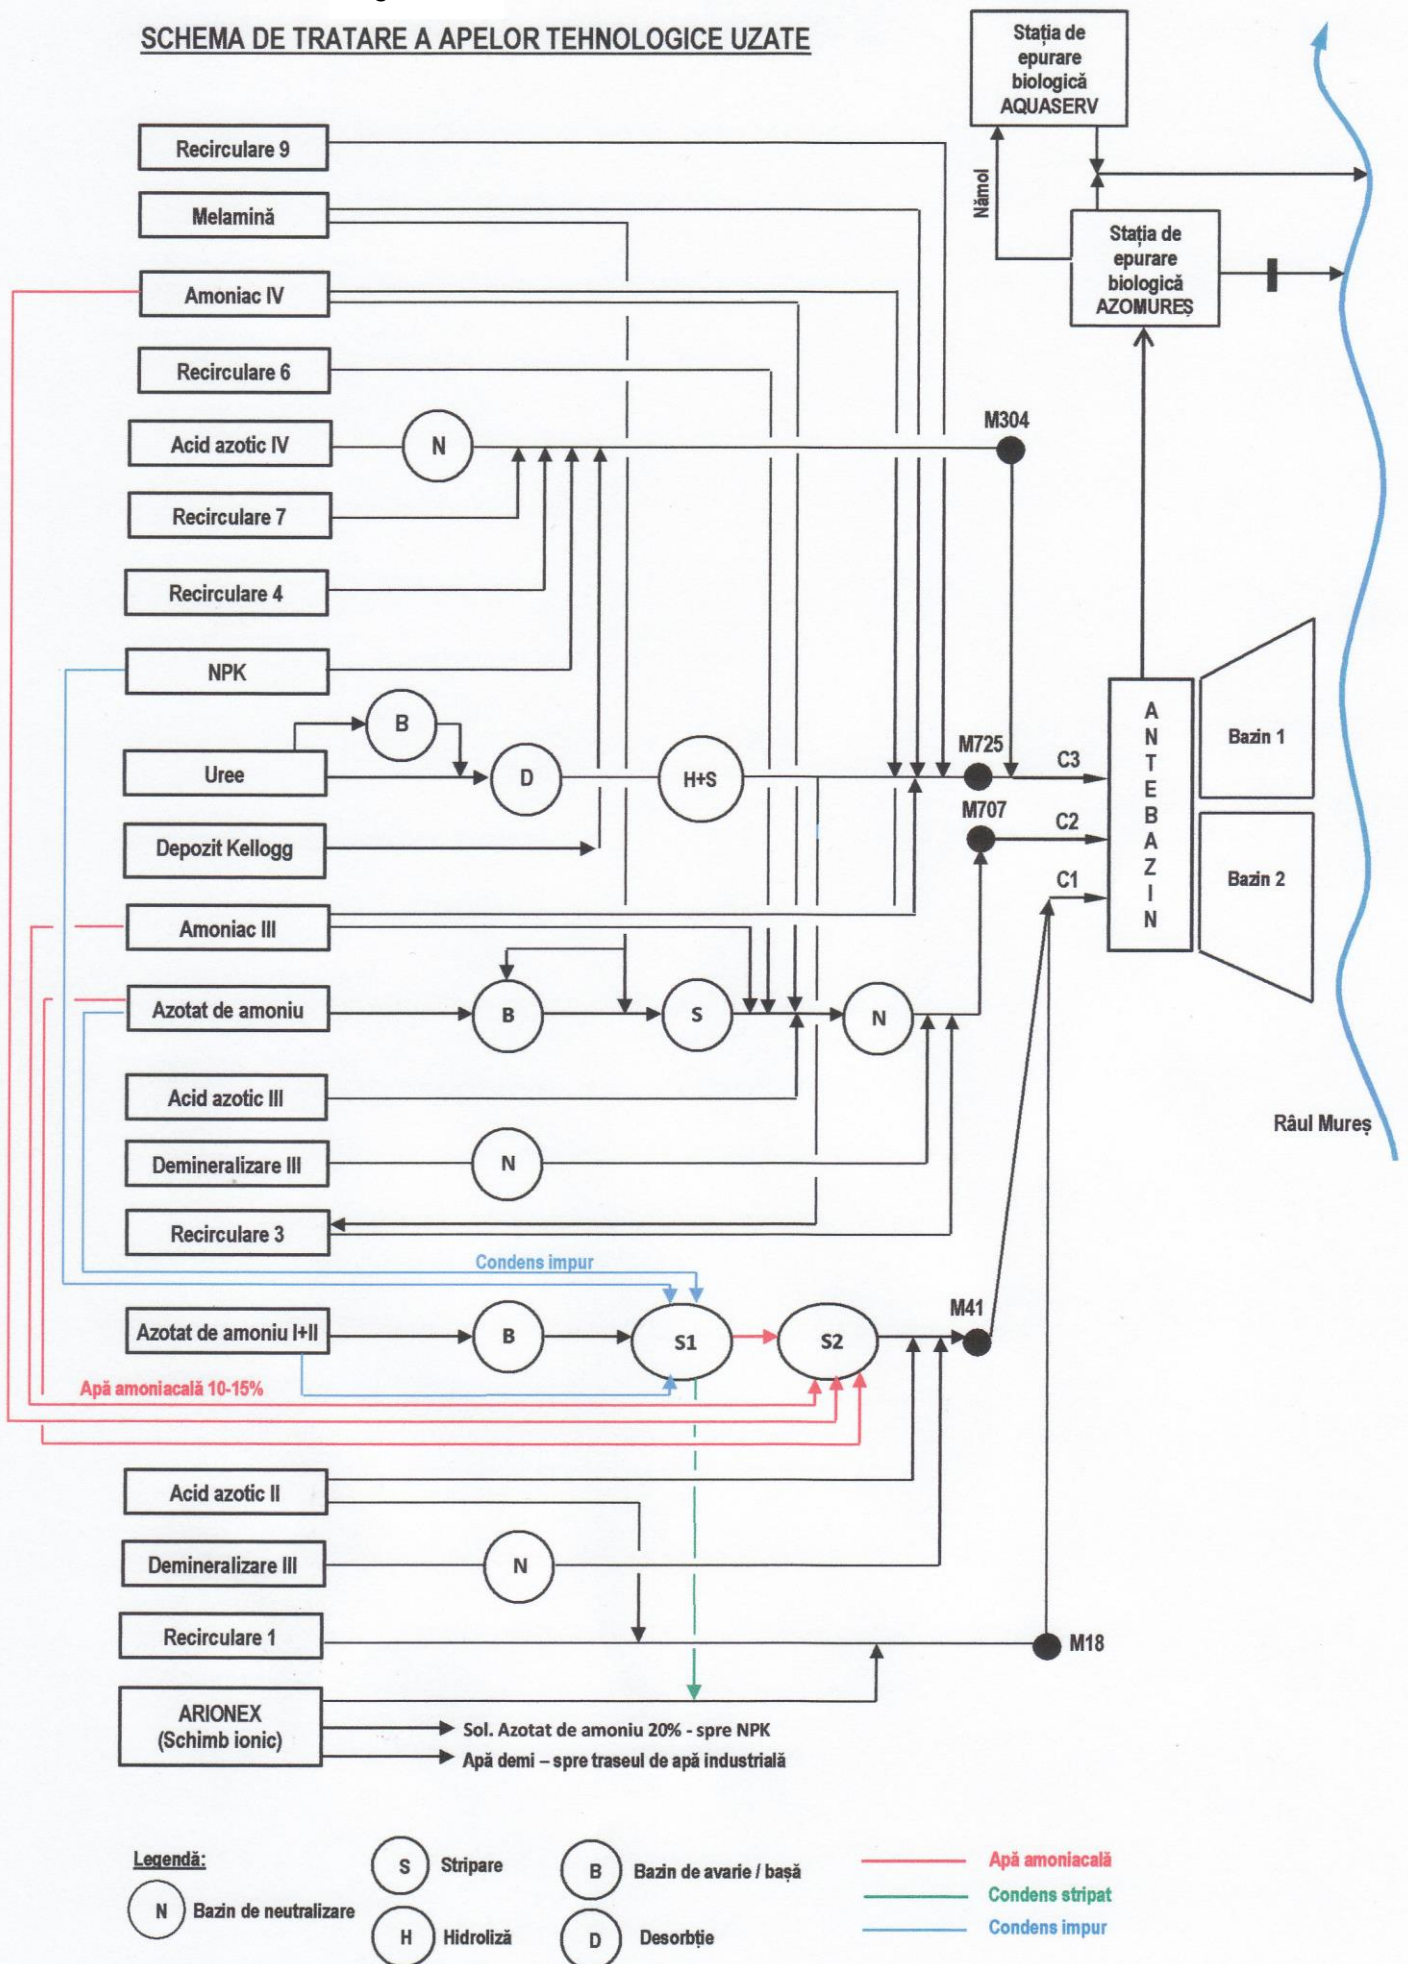 SCHEMA DE TRATARE A APELOR TEHNOLOGICE UZATE
Stația de
epurare
biologică
AQUASERV
Recirculare 9
Melamină
Nămol
Stația de
epurare
biologică
AZOMUREȘ
Amoniac IV
Recirculare 6
Acid azotic IV
N
M304
Recirculare 7
Recirculare 4
NPK
B
Uree
D
H+S
M725
C3
M707
C2
C1
A
N
T
E
B
A
Z
I
N
Bazin 1
Bazin 2
Depozit Kellogg
Amoniac III
Azotat de amoniu
B
S
N
Acid azotic III
Râul Mureș
Demineralizare III
N
Recirculare 3
Condens impur
Azotat de amoniu I+II
B
S1
S2
M41
Apă amoniacală 10-15%
Acid azotic II
Demineralizare III
N
Recirculare 1
M18
ARIONEX
(Schimb ionic)
Sol. Azotat de amoniu 20% - spre NPK
Apă demi – spre traseul de apă industrială
Legendă:
N Bazin de neutralizare
S Stripare
H Hidroliză
B Bazin de avarie / bașă
D Desorbție
Apă amoniacală
Condens stripat
Condens impur